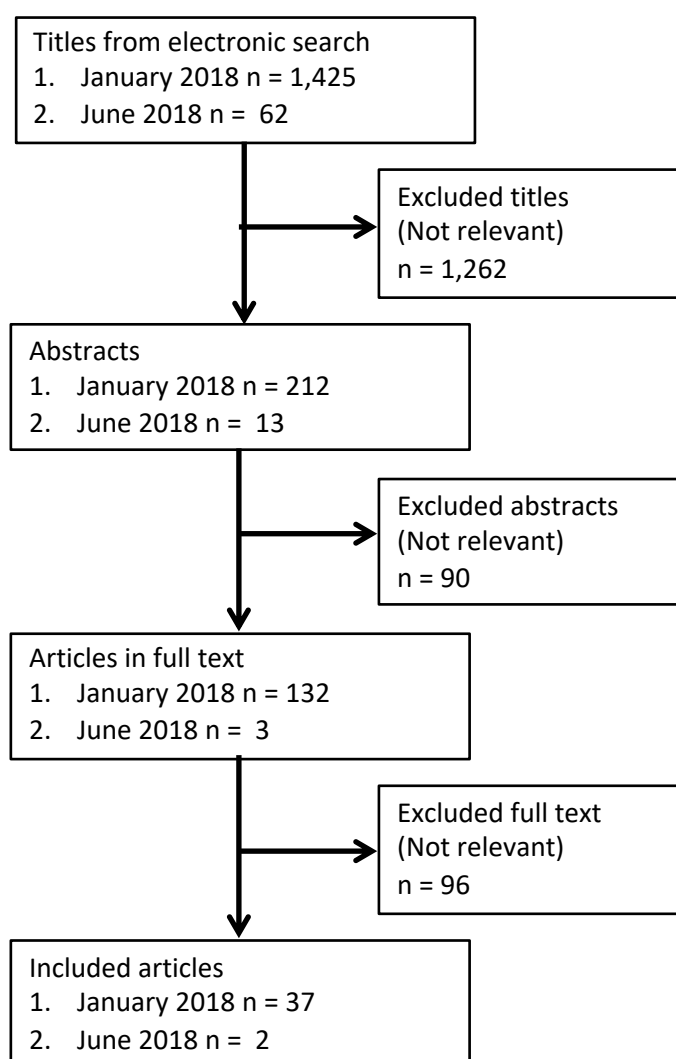 Titles from electronic search
1. January 2018 n = 1,425
2. June 2018 n = 62
Excluded titles
(Not relevant)
n = 1,262
Abstracts
1. January 2018 n = 212
2. June 2018 n = 13
Excluded abstracts
(Not relevant)
n = 90
Articles in full text
1. January 2018 n = 132
2. June 2018 n = 3
Excluded full text
(Not relevant)
n = 96
Included articles
1. January 2018 n = 37
2. June 2018 n = 2